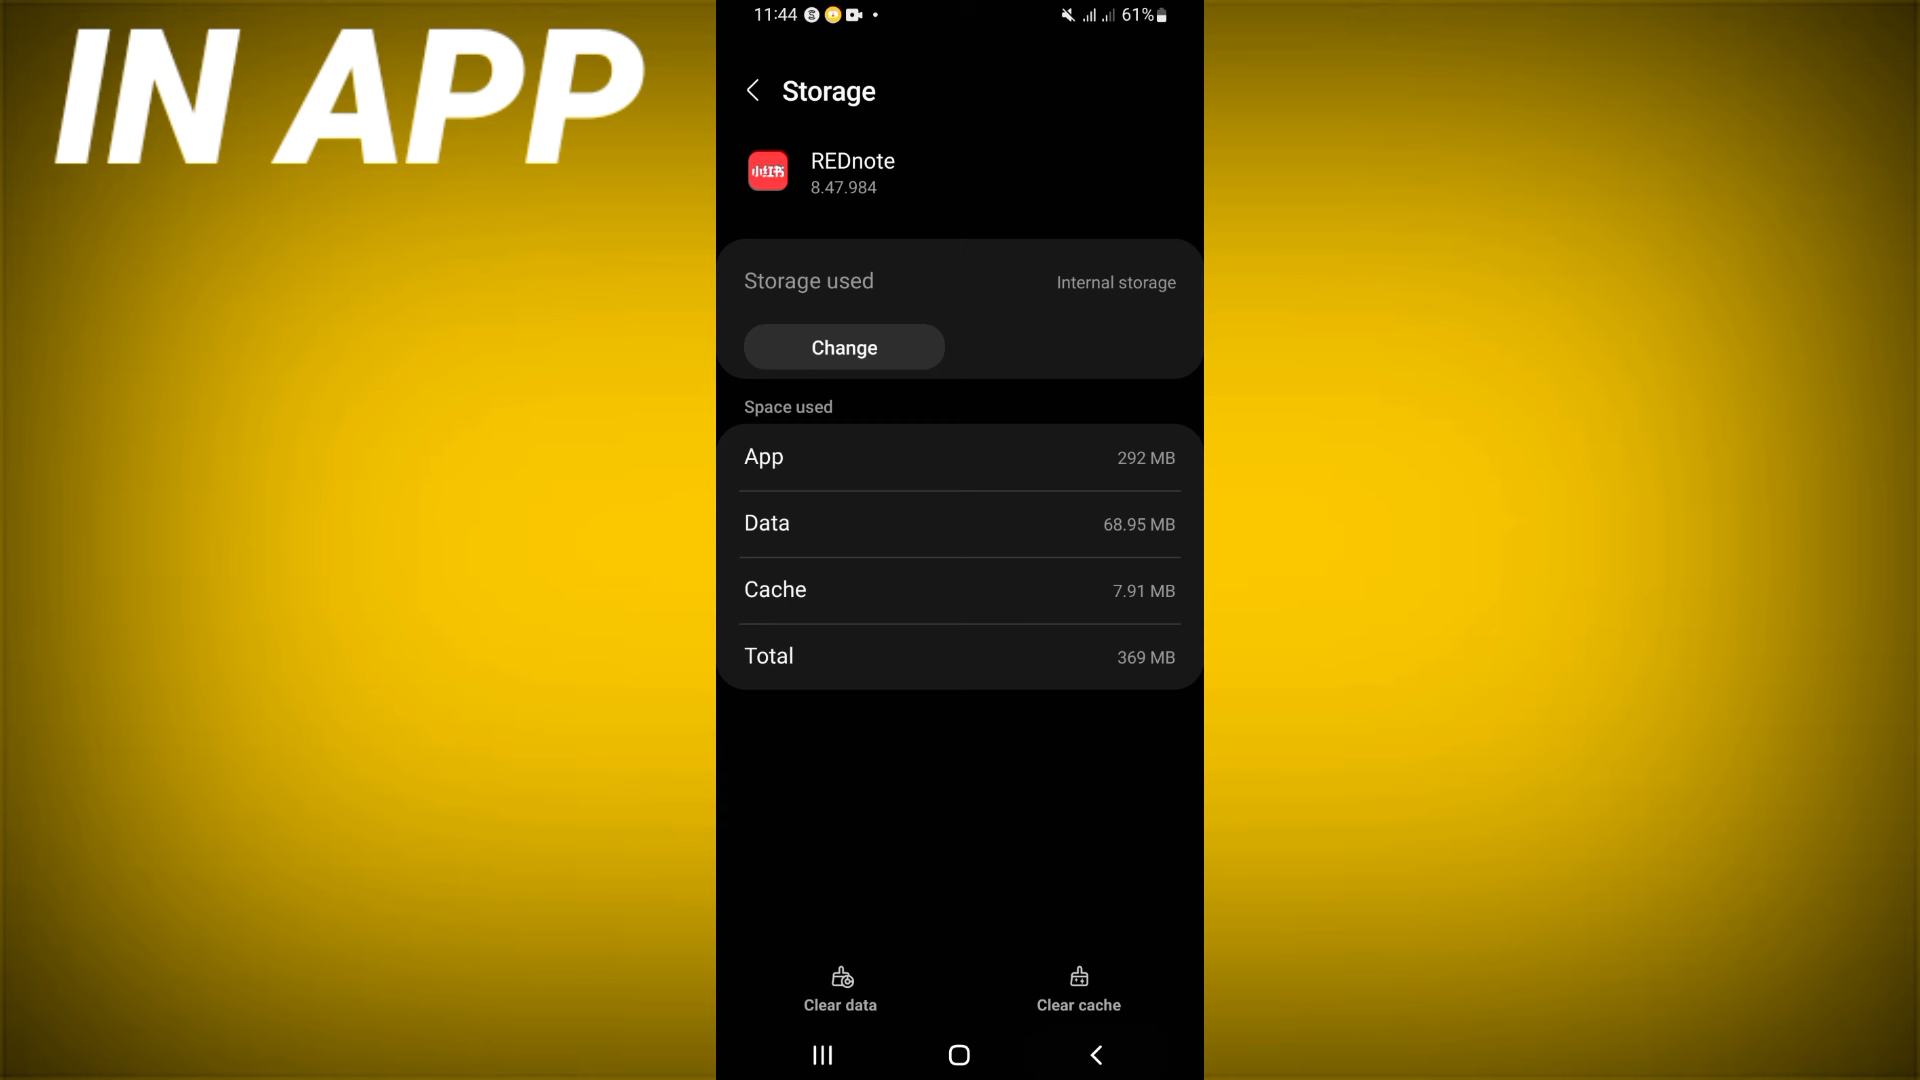 IN APP
11:44
61%
Storage
小红书
REDnote
8.47.984
Storage used
Internal storage
Change
Space used
App
292 MB
Data
68.95 MB
Cache
7.91 MB
Total
369 MB
Clear data
Clear cache